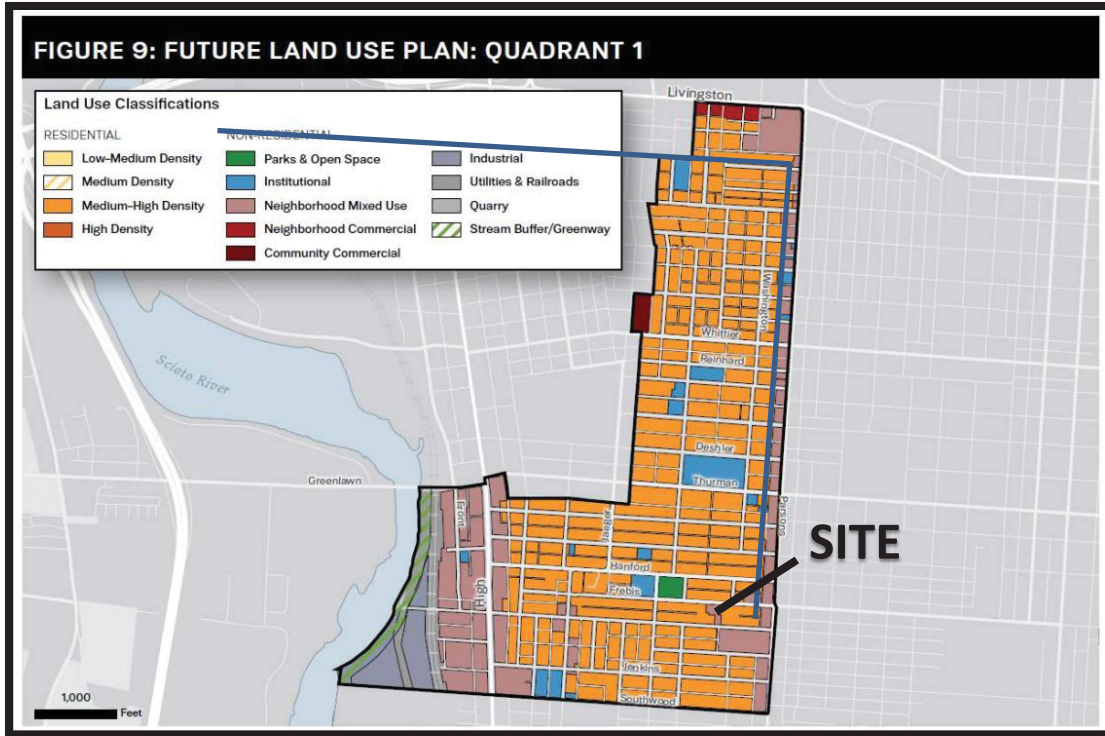 FIGURE 9: FUTURE LAND USE PLAN: QUADRANT 1
Land Use Classifications
RESIDENTIAL
Low-Medium Density
Medium Density
Medium-High Density
High Density
NON-RESIDENTIAL
Parks & Open Space
Institutional
Neighborhood Mixed Use
Neighborhood Commercial
Community Commercial
Industrial
Utilities & Railroads
Quarry
Stream Buffer/Greenway
Livingston
Washington
Whittier
Reinhard
Scioto River
Deshler
Thurman
Greenlawn
Front
Jaeger
Parsons
SITE
Hanford
High
Frebis
Jenkins
Southwood
1,000
Feet